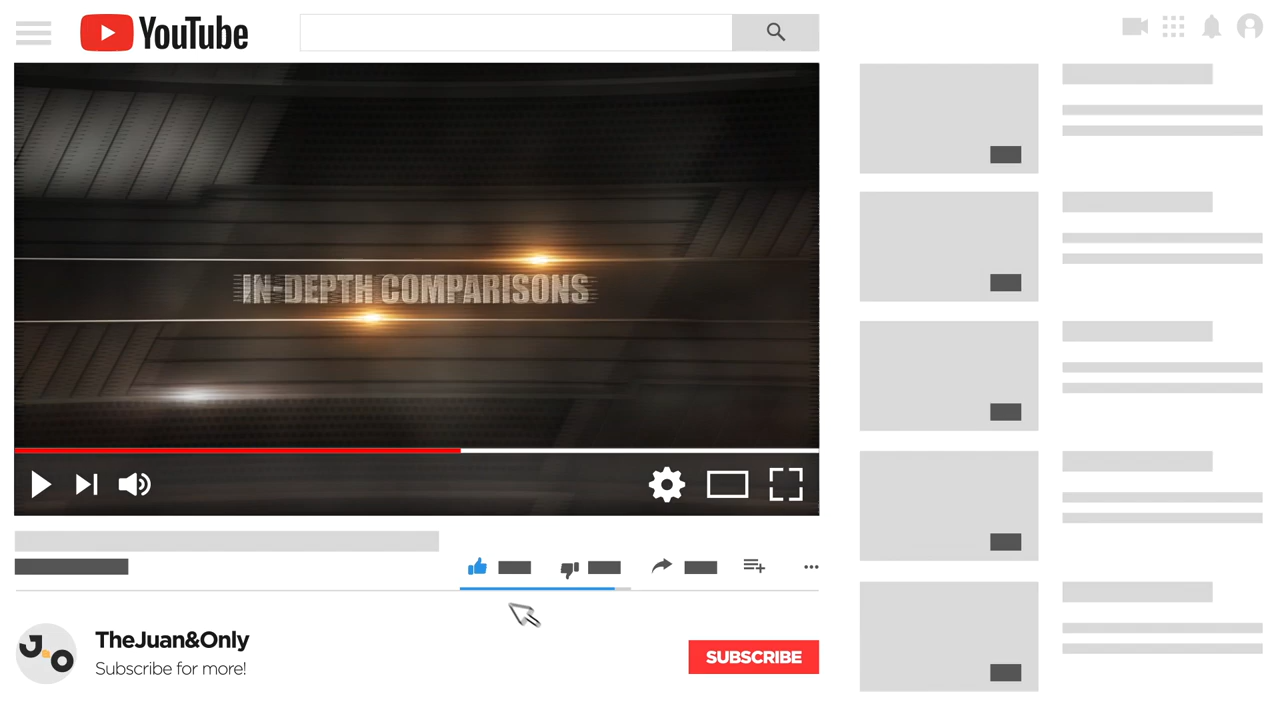 YouTube
IN-DEPTH COMPARISONS
J.O
TheJuan&Only
Subscribe for more!
SUBSCRIBE